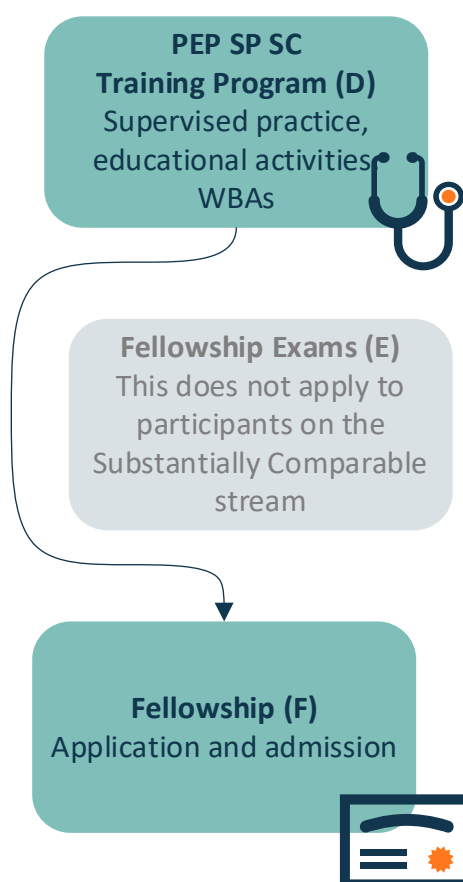 PEP SP SC
Training Program (D)
Supervised practice,
educational activities
WBAs
Fellowship Exams (E)
This does not apply to
participants on the
Substantially Comparable
stream
Fellowship (F)
Application and admission